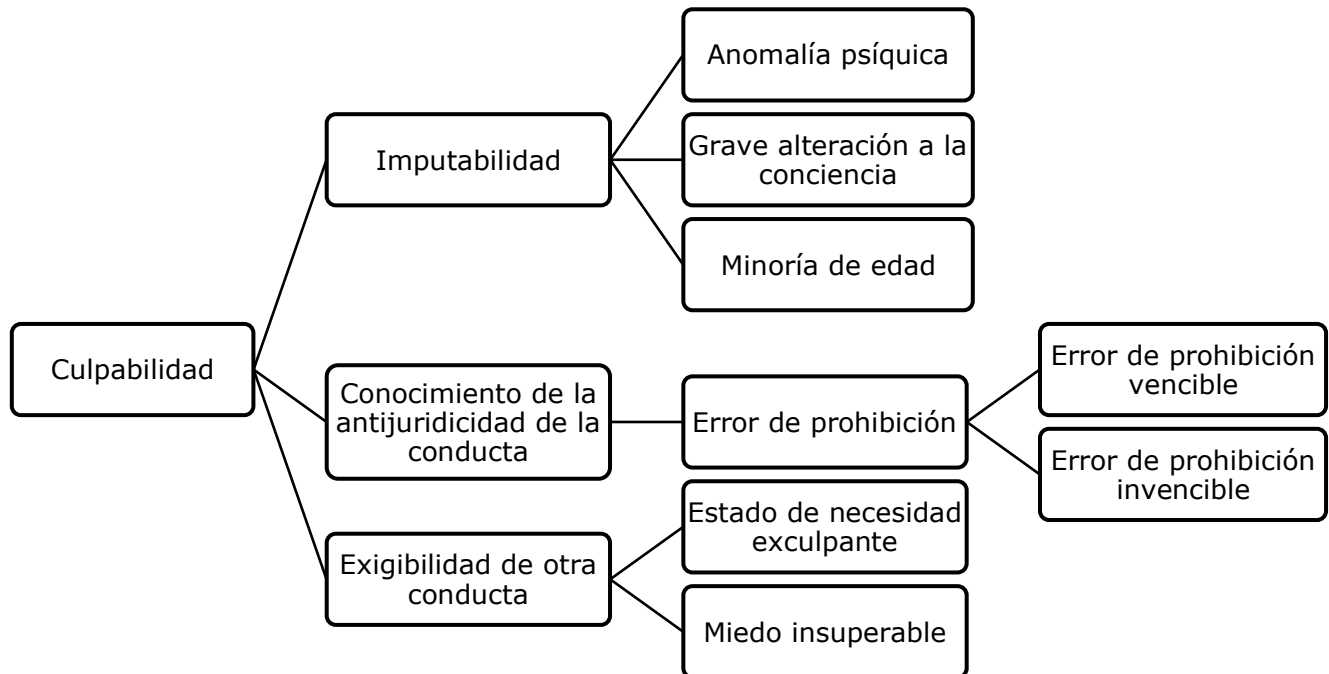 Culpabilidad
Imputabilidad
Anomalía psíquica
Grave alteración a la
conciencia
Minoría de edad
Conocimiento de la
antijuridicidad de la
conducta
Error de prohibición
Error de prohibición
vencible
Error de prohibición
invencible
Exigibilidad de otra
conducta
Estado de necesidad
exculpante
Miedo insuperable